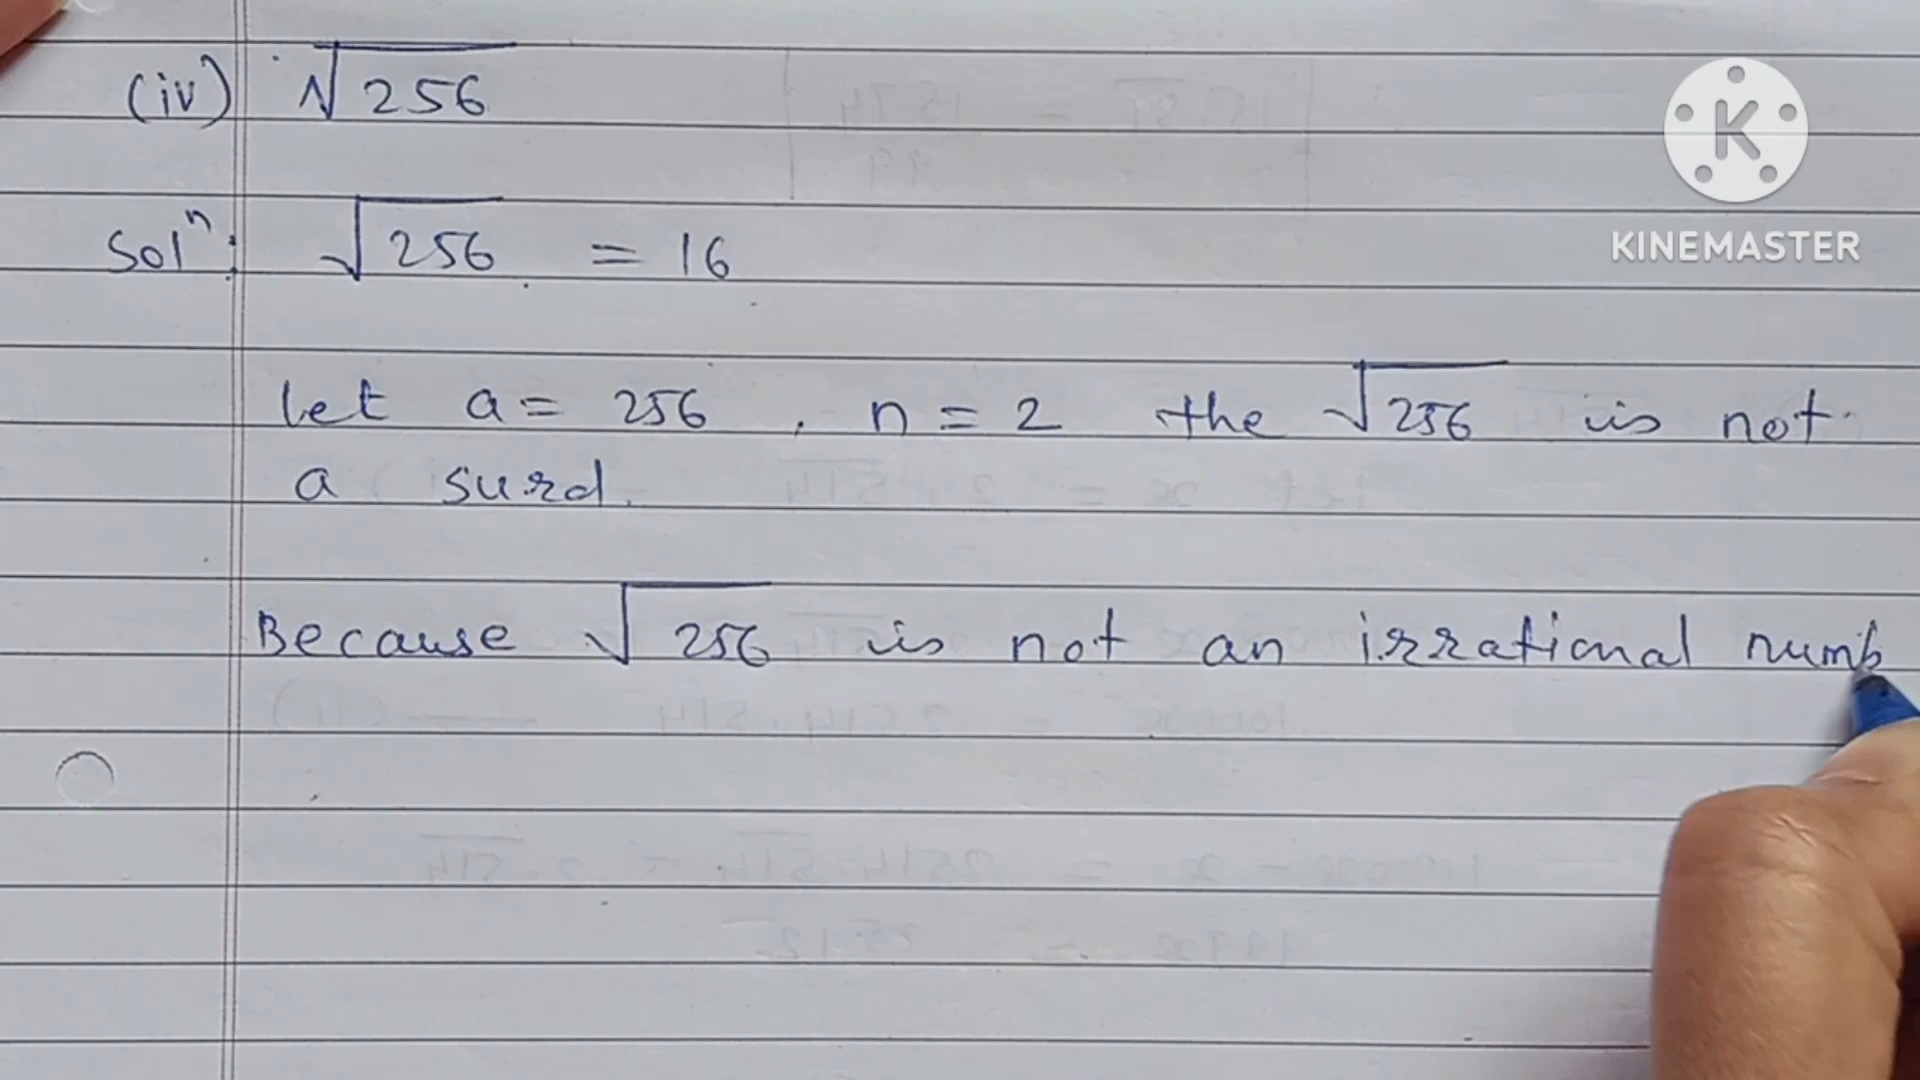 (iv) √256
Solⁿ: √256 = 16
let a = 256 , n = 2 the √256 is not
a surd.
Because √256 is not an irrational numb
K
KINEMASTER